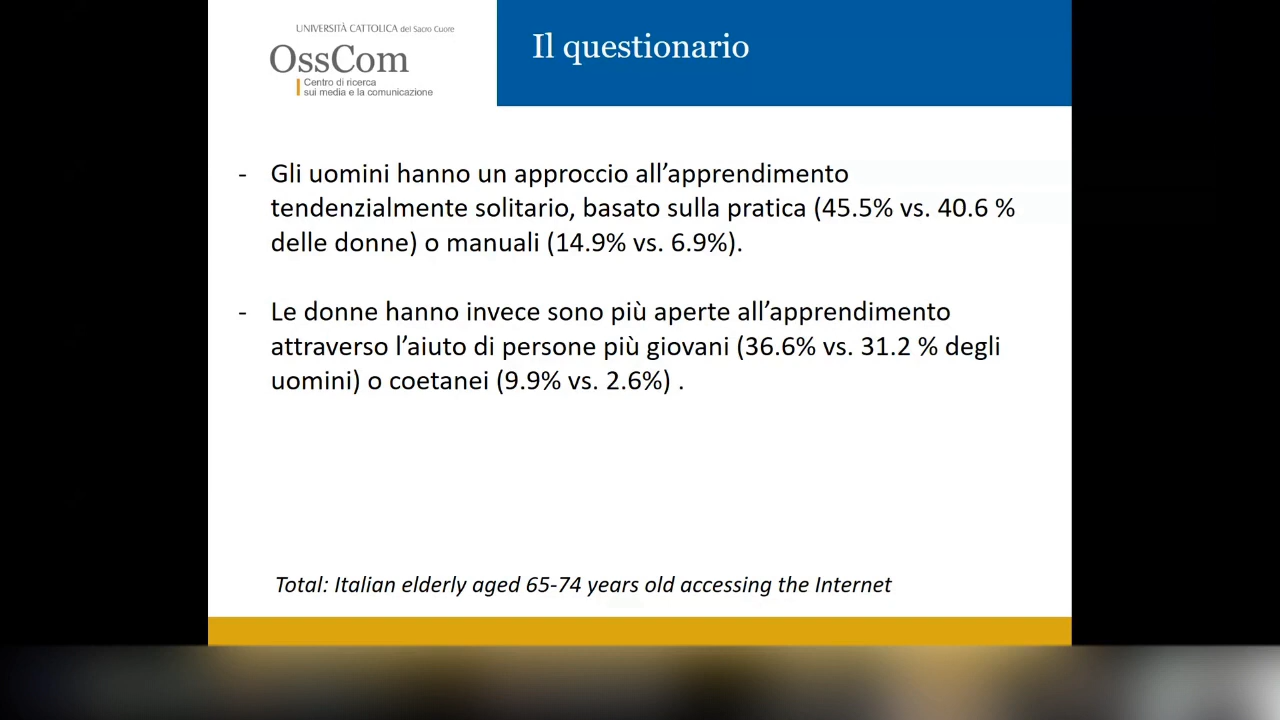 UNIVERSITÀ CATTOLICA del Sacro Cuore
OssCom
Centro di ricerca
sui media e la comunicazione
Il questionario
- Gli uomini hanno un approccio all’apprendimento
tendenzialmente solitario, basato sulla pratica (45.5% vs. 40.6 %
delle donne) o manuali (14.9% vs. 6.9%).
- Le donne hanno invece sono più aperte all’apprendimento
attraverso l’aiuto di persone più giovani (36.6% vs. 31.2 % degli
uomini) o coetanei (9.9% vs. 2.6%) .
Total: Italian elderly aged 65-74 years old accessing the Internet